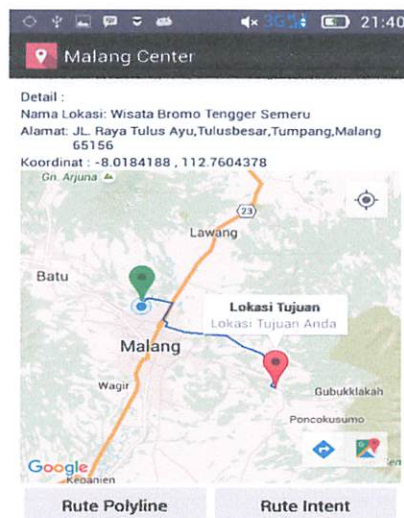 3G 21:40
Malang Center
Detail :
Nama Lokasi: Wisata Bromo Tengger Semeru
Alamat: JL. Raya Tulus Ayu,Tulusbesar,Tumpang,Malang
65156
Koordinat : -8.0184188 , 112.7604378
Gn. Arjuna
23
Lawang
Batu
Lokasi Tujuan
Lokasi Tujuan Anda
Malang
Wagir
Gubukklakah
Poncokusumo
Google
Rute Polyline
Rute Intent